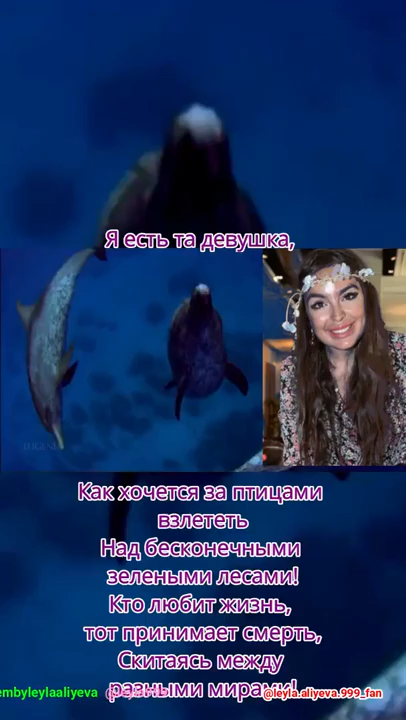 Я есть та девушка,
Как хочется за птицами
взлететь
Над бесконечными
зелеными лесами!
Кто любит жизнь,
тот принимает смерть,
Скитаясь между
разными мирами!
embyleylaaliyeva
@leyla.aliyeva.999_fan